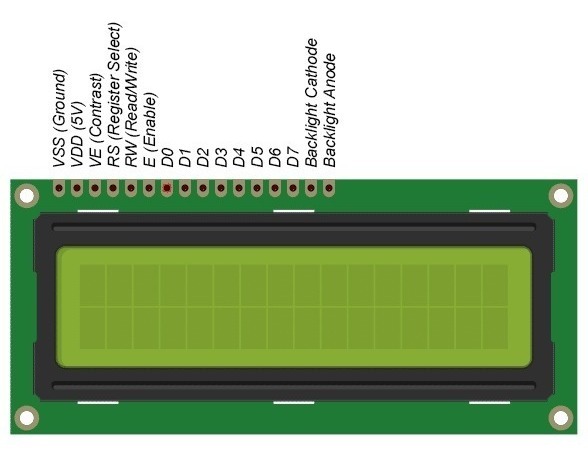 VSS (Ground)
VDD (5V)
VE (Contrast)
RS (Register Select)
RW (Read/Write)
E (Enable)
D0
D1
D2
D3
D4
D5
D6
D7
Backlight Cathode
Backlight Anode